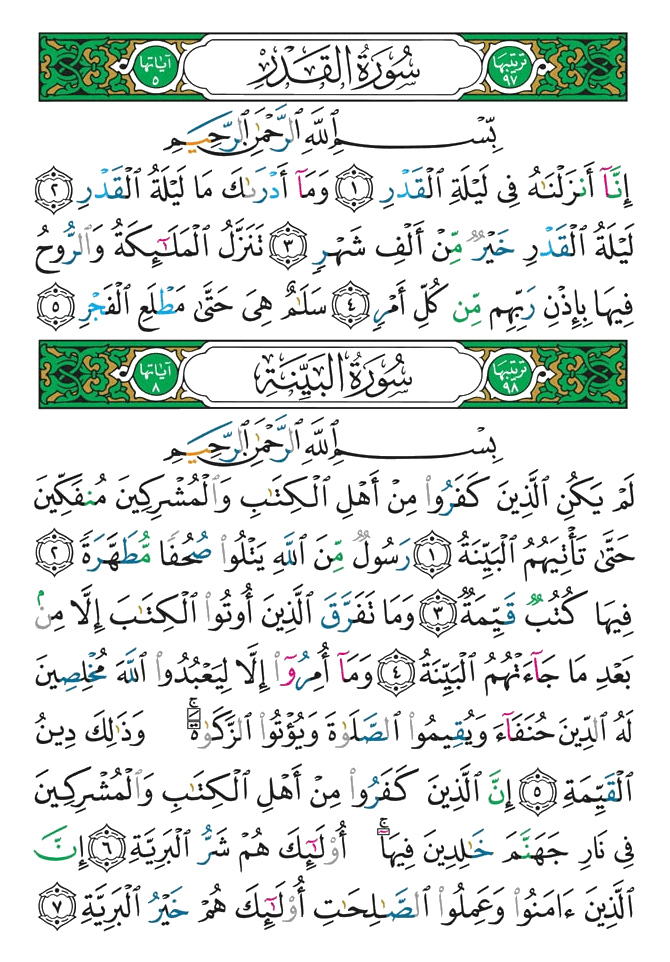 ترتيبها ٩٧ سُورَةُ الْقَدْرِ آياتها ٥
بِسْمِ ٱللَّهِ ٱلرَّحْمَٰنِ ٱلرَّحِيمِ
إِنَّآ أَنزَلْنَٰهُ فِى لَيْلَةِ ٱلْقَدْرِ ١ وَمَآ أَدْرَىٰكَ مَا لَيْلَةُ ٱلْقَدْرِ ٢
لَيْلَةُ ٱلْقَدْرِ خَيْرٌ مِّنْ أَلْفِ شَهْرٍ ٣ تَنَزَّلُ ٱلْمَلَٰٓئِكَةُ وَٱلرُّوحُ
فِيهَا بِإِذْنِ رَبِّهِم مِّن كُلِّ أَمْرٍ ٤ سَلَٰمٌ هِىَ حَتَّىٰ مَطْلَعِ ٱلْفَجْرِ ٥
ترتيبها ٩٨ سُورَةُ الْبَيِّنَةِ آياتها ٨
بِسْمِ ٱللَّهِ ٱلرَّحْمَٰنِ ٱلرَّحِيمِ
لَمْ يَكُنِ ٱلَّذِينَ كَفَرُوا۟ مِنْ أَهْلِ ٱلْكِتَٰبِ وَٱلْمُشْرِكِينَ مُنفَكِّينَ
حَتَّىٰ تَأْتِيَهُمُ ٱلْبَيِّنَةُ ١ رَسُولٌ مِّنَ ٱللَّهِ يَتْلُوا۟ صُحُفًا مُّطَهَّرَةً ٢
فِيهَا كُتُبٌ قَيِّمَةٌ ٣ وَمَا تَفَرَّقَ ٱلَّذِينَ أُوتُوا۟ ٱلْكِتَٰبَ إِلَّا مِنۢ
بَعْدِ مَا جَآءَتْهُمُ ٱلْبَيِّنَةُ ٤ وَمَآ أُمِرُوٓا۟ إِلَّا لِيَعْبُدُوا۟ ٱللَّهَ مُخْلِصِينَ
لَهُ ٱلدِّينَ حُنَفَآءَ وَيُقِيمُوا۟ ٱلصَّلَوٰةَ وَيُؤْتُوا۟ ٱلزَّكَوٰةَ ۚ وَذَٰلِكَ دِينُ
ٱلْقَيِّمَةِ ٥ إِنَّ ٱلَّذِينَ كَفَرُوا۟ مِنْ أَهْلِ ٱلْكِتَٰبِ وَٱلْمُشْرِكِينَ
فِى نَارِ جَهَنَّمَ خَٰلِدِينَ فِيهَآ ۚ أُو۟لَٰٓئِكَ هُمْ شَرُّ ٱلْبَرِيَّةِ ٦ إِنَّ
ٱلَّذِينَ ءَامَنُوا۟ وَعَمِلُوا۟ ٱلصَّٰلِحَٰتِ أُو۟لَٰٓئِكَ هُمْ خَيْرُ ٱلْبَرِيَّةِ ٧